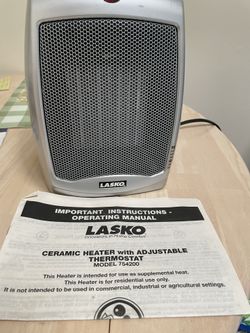 LASKO
IMPORTANT INSTRUCTIONS -
OPERATING MANUAL
LASKO
CERAMIC HEATER with ADJUSTABLE
THERMOSTAT
MODEL 754200
This Heater is intended for use as supplemental heat.
This Heater is for residential use only.
It is not intended to be used in commercial, industrial or agricultural settings.